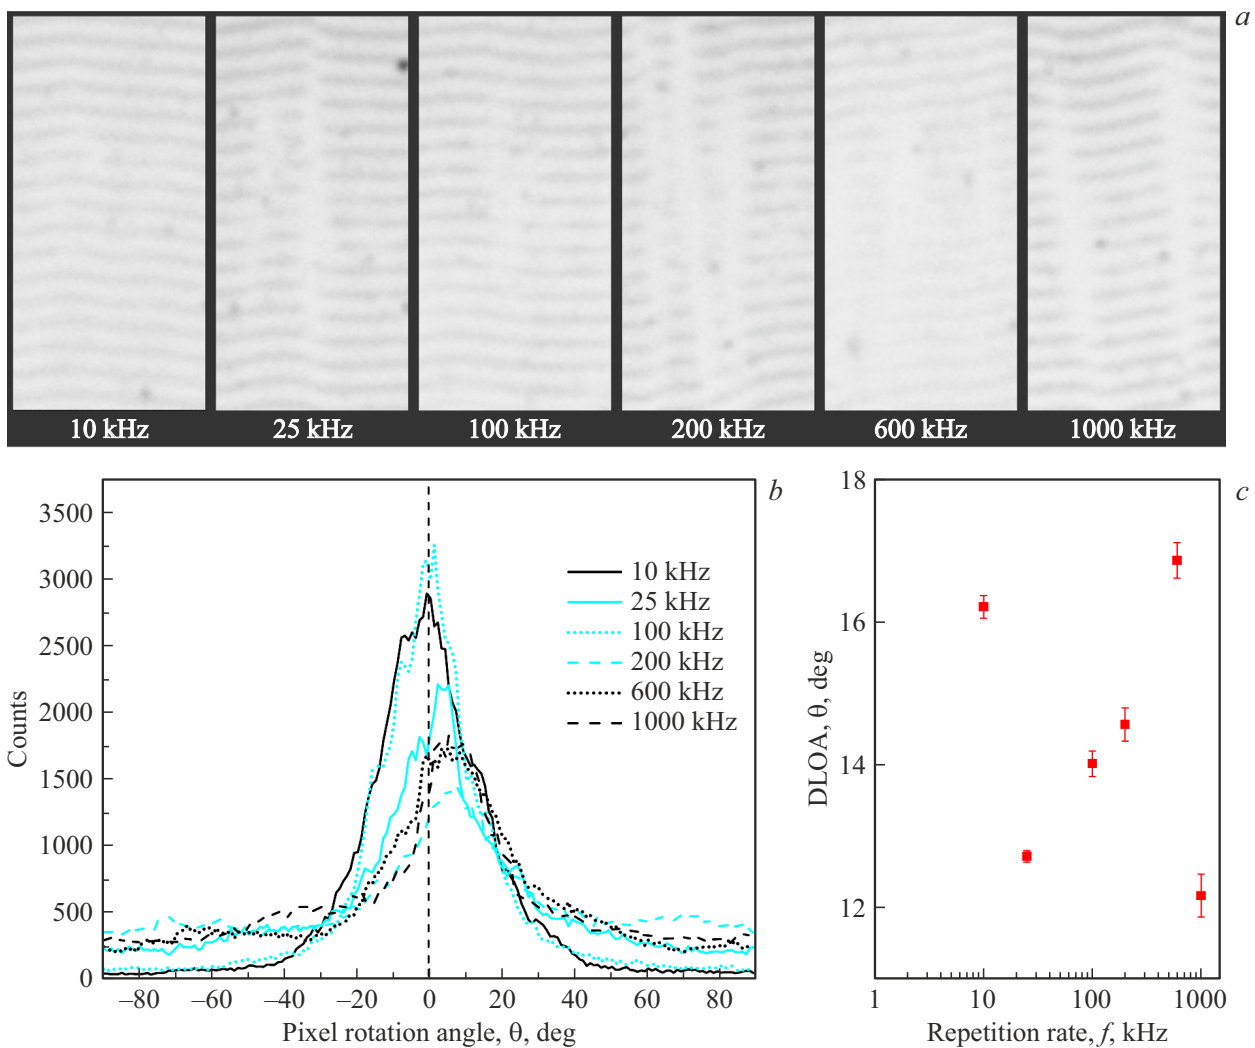 a
10 kHz 25 kHz 100 kHz 200 kHz 600 kHz 1000 kHz
b
3500
3000
2500
2000
1500
1000
500
0
Counts
10 kHz
25 kHz
100 kHz
200 kHz
600 kHz
1000 kHz
–80 –60 –40 –20 0 20 40 60 80
Pixel rotation angle, θ, deg
c
18
16
14
12
DLOA, θ, deg
1 10 100 1000
Repetition rate, f, kHz